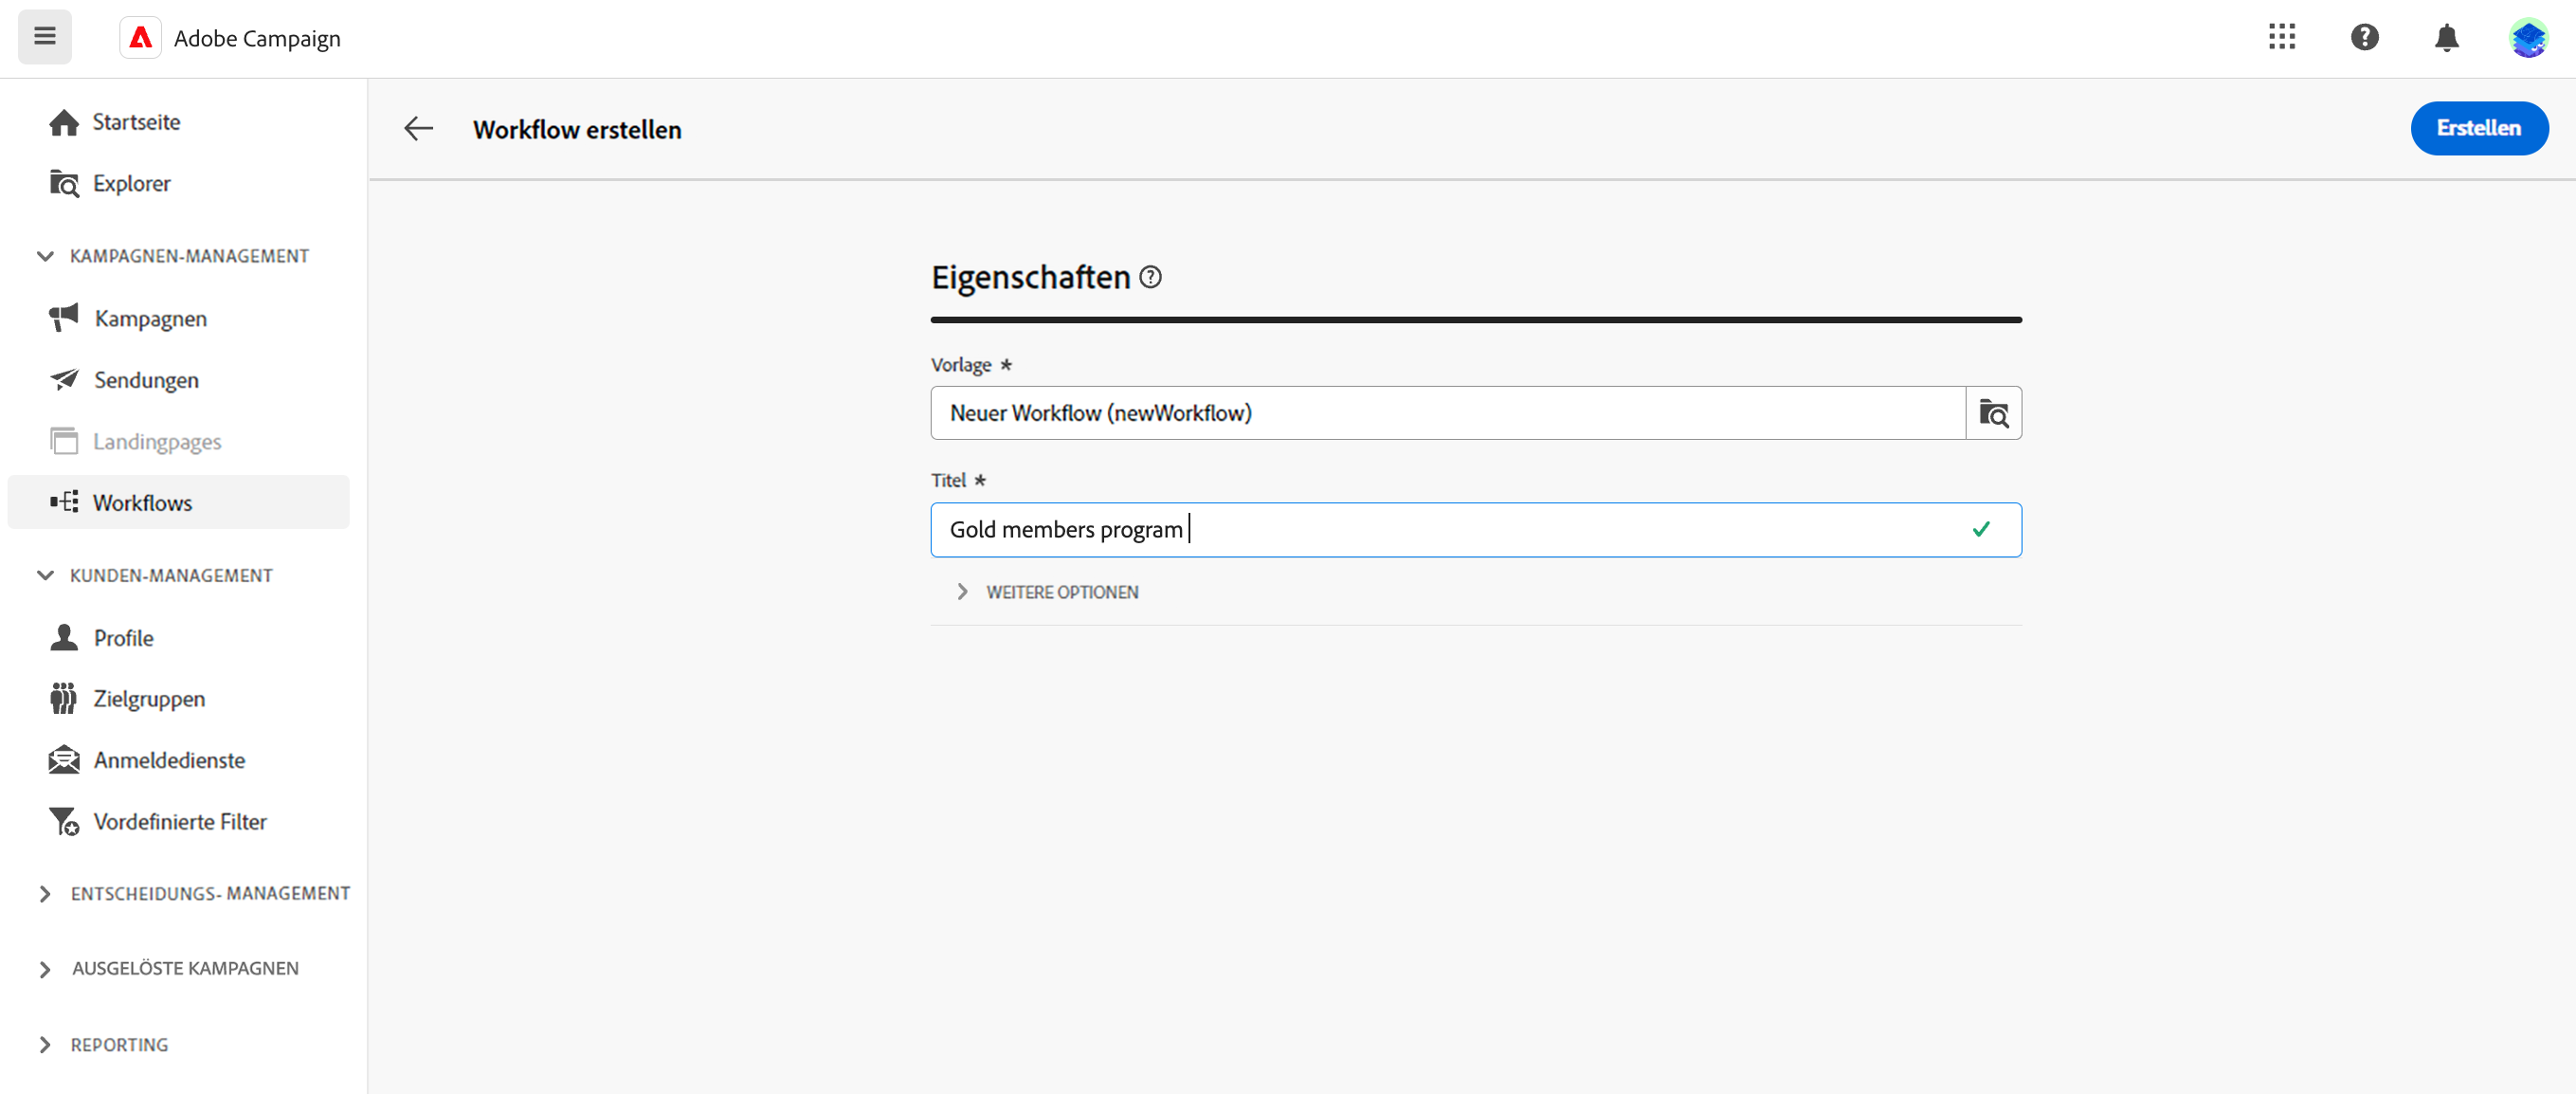 Adobe Campaign
Startseite
Explorer
KAMPAGNEN-MANAGEMENT
Kampagnen
Sendungen
Landingpages
Workflows
KUNDEN-MANAGEMENT
Profile
Zielgruppen
Anmeldedienste
Vordefinierte Filter
ENTSCHEIDUNGS- MANAGEMENT
AUSGELÖSTE KAMPAGNEN
REPORTING
Workflow erstellen
Erstellen
Eigenschaften
Vorlage *
Neuer Workflow (newWorkflow)
Titel *
Gold members program
WEITERE OPTIONEN